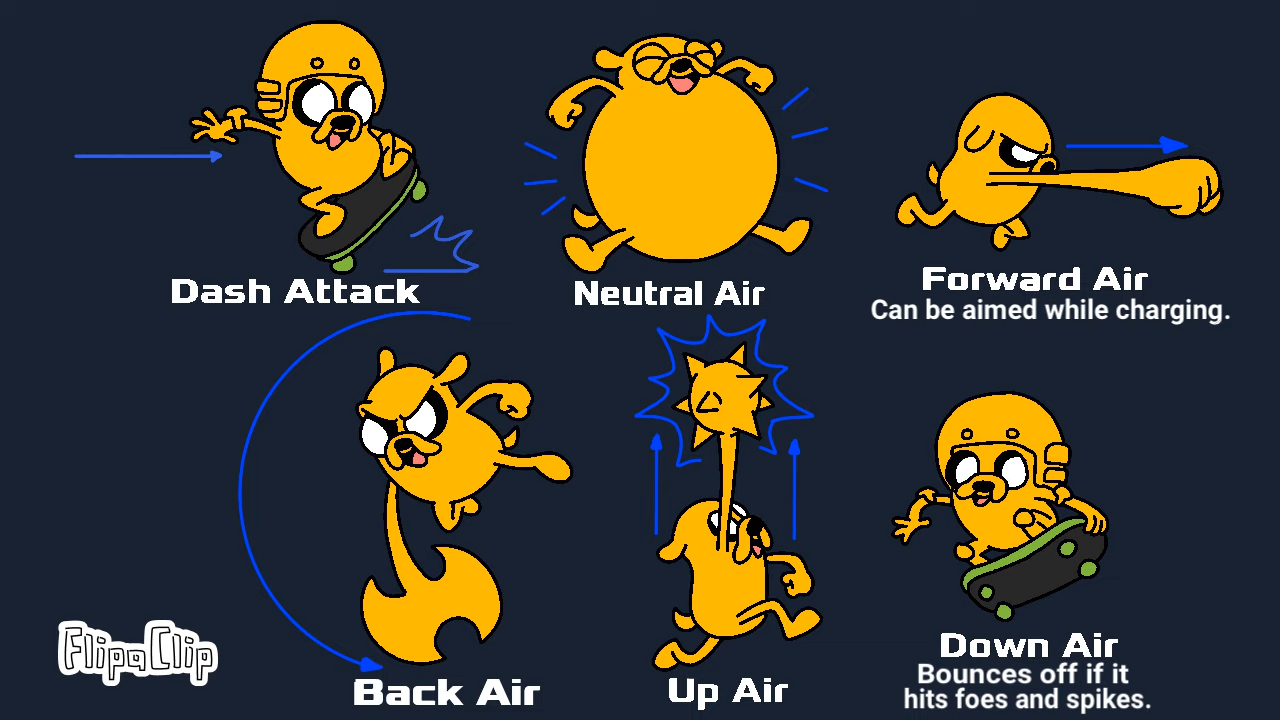 Dash Attack
Neutral Air
Forward Air
Can be aimed while charging.
Back Air
Up Air
Down Air
Bounces off if it
hits foes and spikes.
FlipaClip